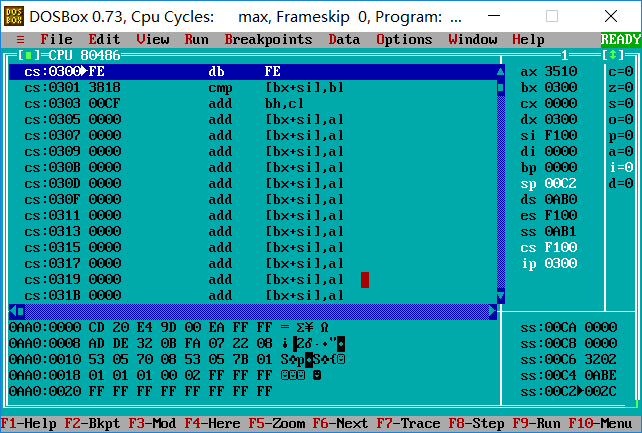 DOSBox 0.73, Cpu Cycles: max, Frameskip 0, Program: ...
≡ File Edit View Run Breakpoints Data Options Window Help READY
[■] CPU 80486 1 [↕]
cs:0300►FE db FE ax 3510 c=0
cs:0301 3818 cmp [bx+si],bl bx 0300 z=0
cs:0303 00CF add bh,cl cx 0000 s=0
cs:0305 0000 add [bx+si],al dx 0300 o=0
cs:0307 0000 add [bx+si],al si F100 p=0
cs:0309 0000 add [bx+si],al di 0000 a=0
cs:030B 0000 add [bx+si],al bp 0000 i=0
cs:030D 0000 add [bx+si],al sp 00C2 d=0
cs:030F 0000 add [bx+si],al ds 0AB0
cs:0311 0000 add [bx+si],al es F100
cs:0313 0000 add [bx+si],al ss 0AB1
cs:0315 0000 add [bx+si],al cs F100
cs:0317 0000 add [bx+si],al ip 0300
cs:0319 0000 add [bx+si],al
cs:031B 0000 add [bx+si],al
0AA0:0000 CD 20 E4 9D 00 EA FF FF = Σ¥ Ω ss:00CA 0000
0AA0:0008 AD DE 32 0B FA 07 22 08 ¡▐2♂·•"◘ ss:00C8 0000
0AA0:0010 53 05 70 08 53 05 7B 01 S♣p◘S♣{☺ ss:00C6 3202
0AA0:0018 01 01 01 00 02 FF FF FF ☺☺☺ ☻ ss:00C4 0ABE
0AA0:0020 FF FF FF FF FF FF FF FF ss:00C2►002C
F1-Help F2-Bkpt F3-Mod F4-Here F5-Zoom F6-Next F7-Trace F8-Step F9-Run F10-Menu